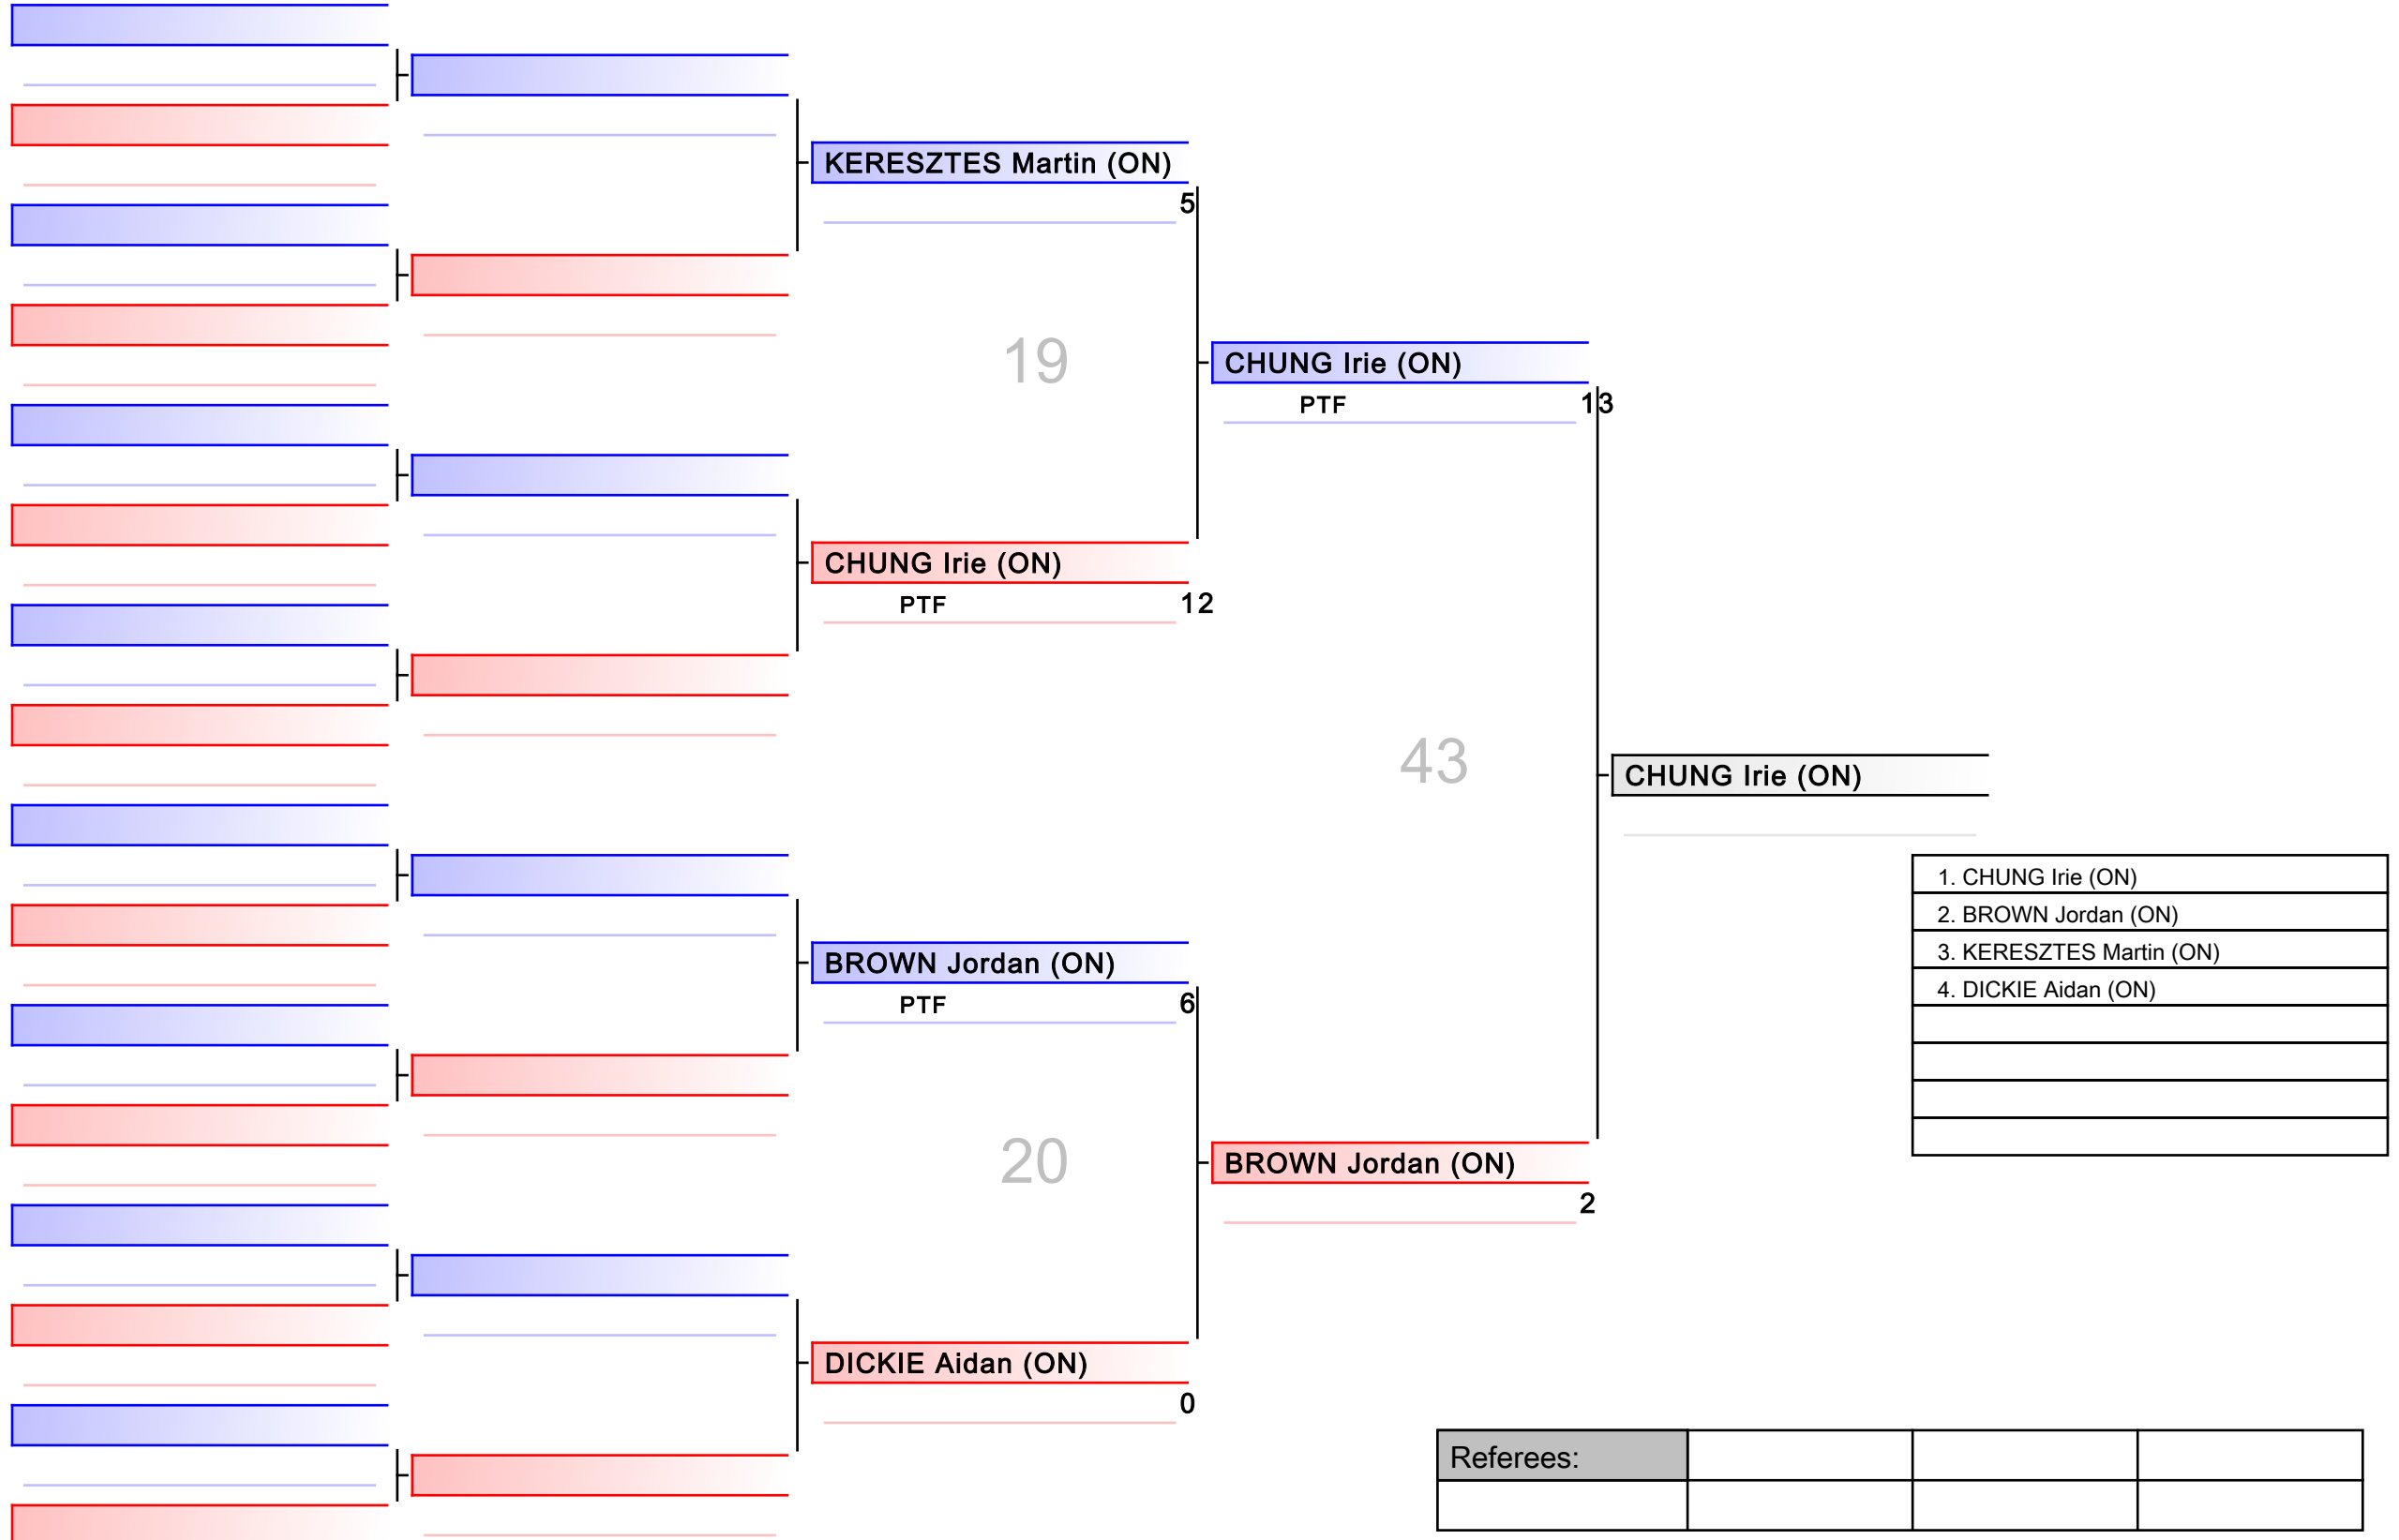 KERESZTES Martin (ON)
5
19
CHUNG Irie (ON)
PTF 13
CHUNG Irie (ON)
PTF 12
43
CHUNG Irie (ON)
1. CHUNG Irie (ON)
2. BROWN Jordan (ON)
3. KERESZTES Martin (ON)
4. DICKIE Aidan (ON)
BROWN Jordan (ON)
PTF 6
20
BROWN Jordan (ON)
2
DICKIE Aidan (ON)
0
Referees: